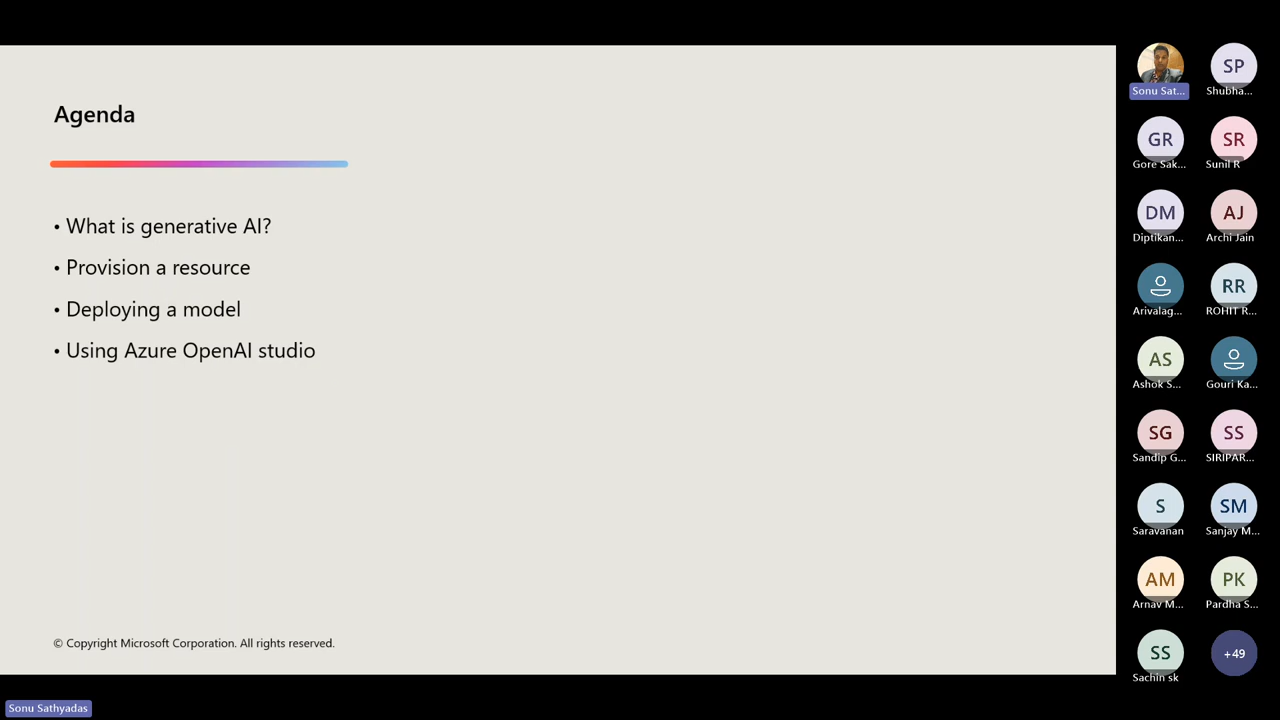 Agenda
• What is generative AI?
• Provision a resource
• Deploying a model
• Using Azure OpenAI studio
© Copyright Microsoft Corporation. All rights reserved.
Sonu Sathyadas
Sonu Sat...
SP
Shubha...
GR
Gore Sak...
SR
Sunil R
DM
Diptikan...
AJ
Archi Jain
Arivalag...
RR
ROHIT R...
AS
Ashok S...
Gouri Ka...
SG
Sandip G...
SS
SIRIPAR...
S
Saravanan
SM
Sanjay M...
AM
Arnav M...
PK
Pardha S...
SS
Sachin sk
+49